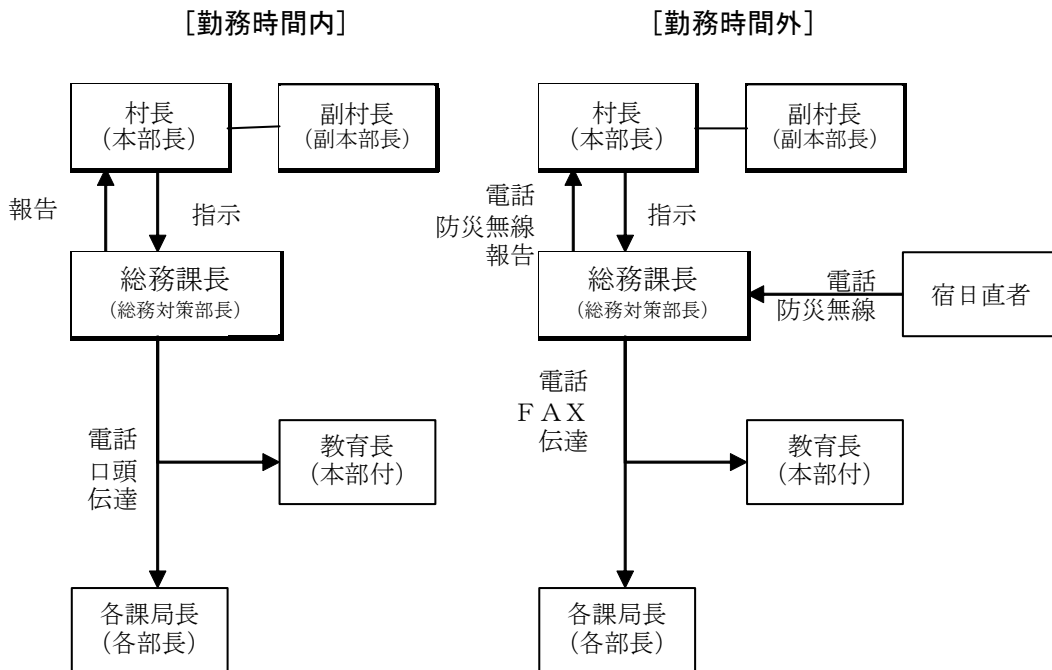 ［勤務時間内］
村長
（本部長）
副村長
（副本部長）
報告
指示
総務課長
（総務対策部長）
電話
口頭
伝達
教育長
（本部付）
各課局長
（各部長）
［勤務時間外］
村長
（本部長）
副村長
（副本部長）
電話
防災無線
報告
指示
総務課長
（総務対策部長）
電話
防災無線
宿日直者
電話
ＦＡＸ
伝達
教育長
（本部付）
各課局長
（各部長）